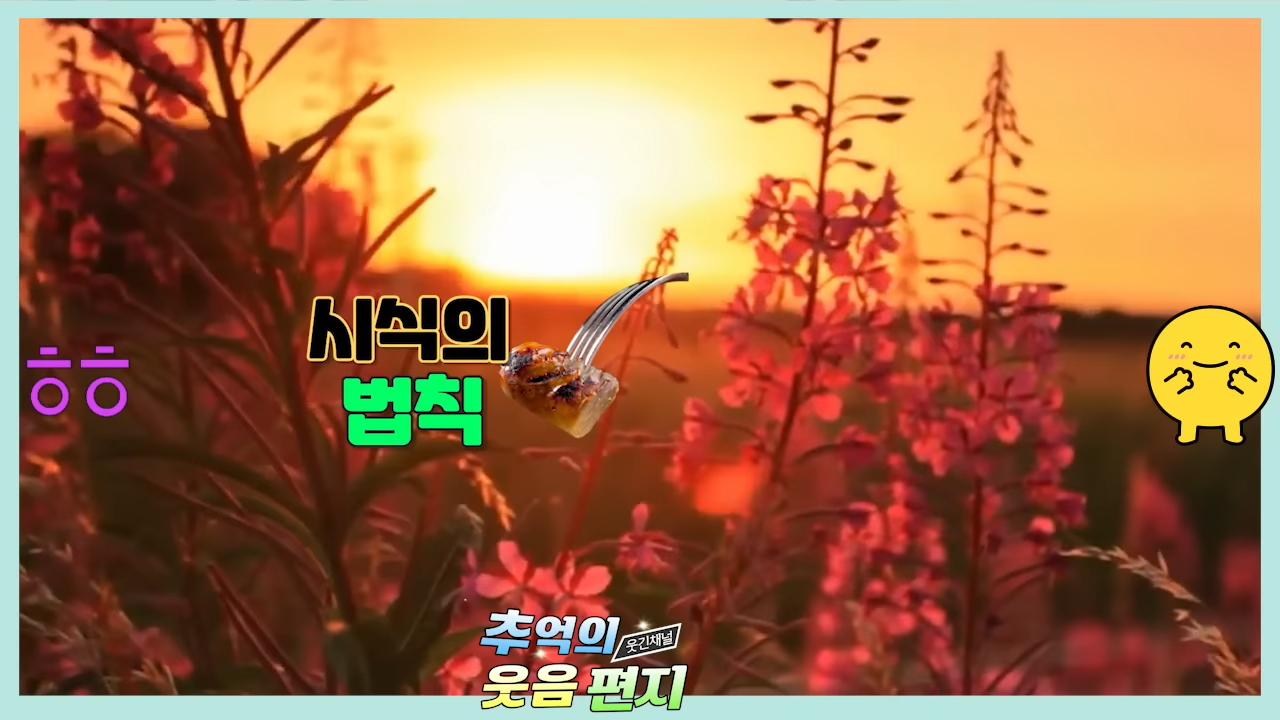 시식의
법칙
ㅎㅎ
추억의
웃긴채널
웃음 편지